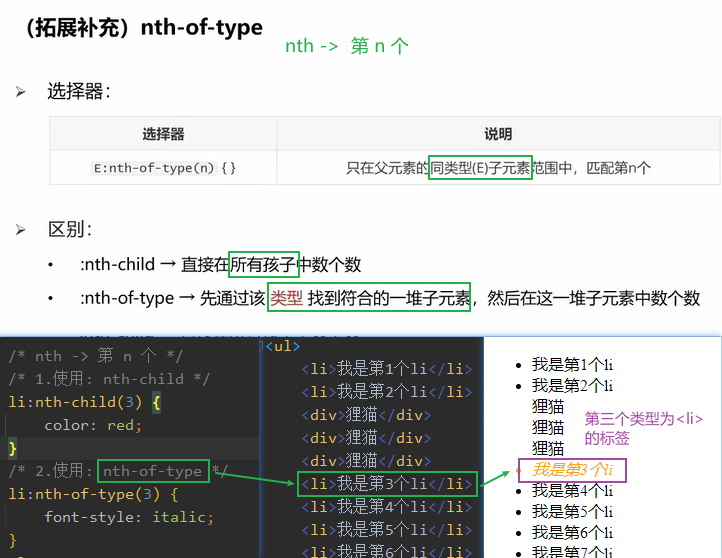 （拓展补充）nth-of-type
nth -> 第 n 个
➢ 选择器：
选择器 说明
E:nth-of-type(n) {} 只在父元素的同类型(E)子元素范围中，匹配第n个
➢ 区别：
• :nth-child → 直接在所有孩子中数个数
• :nth-of-type → 先通过该 类型 找到符合的一堆子元素，然后在这一堆子元素中数个数
/* nth -> 第 n 个 */
/* 1.使用: nth-child */
li:nth-child(3) {
color: red;
}
/* 2.使用: nth-of-type */
li:nth-of-type(3) {
font-style: italic;
}
<ul>
<li>我是第1个li</li>
<li>我是第2个li</li>
<div>狸猫</div>
<div>狸猫</div>
<div>狸猫</div>
<li>我是第3个li</li>
<li>我是第4个li</li>
<li>我是第5个li</li>
<li>我是第6个li</li>
• 我是第1个li
• 我是第2个li
狸猫
狸猫
狸猫
第三个类型为<li>
的标签
• 我是第3个li
• 我是第4个li
• 我是第5个li
• 我是第6个li
• 我是第7个li